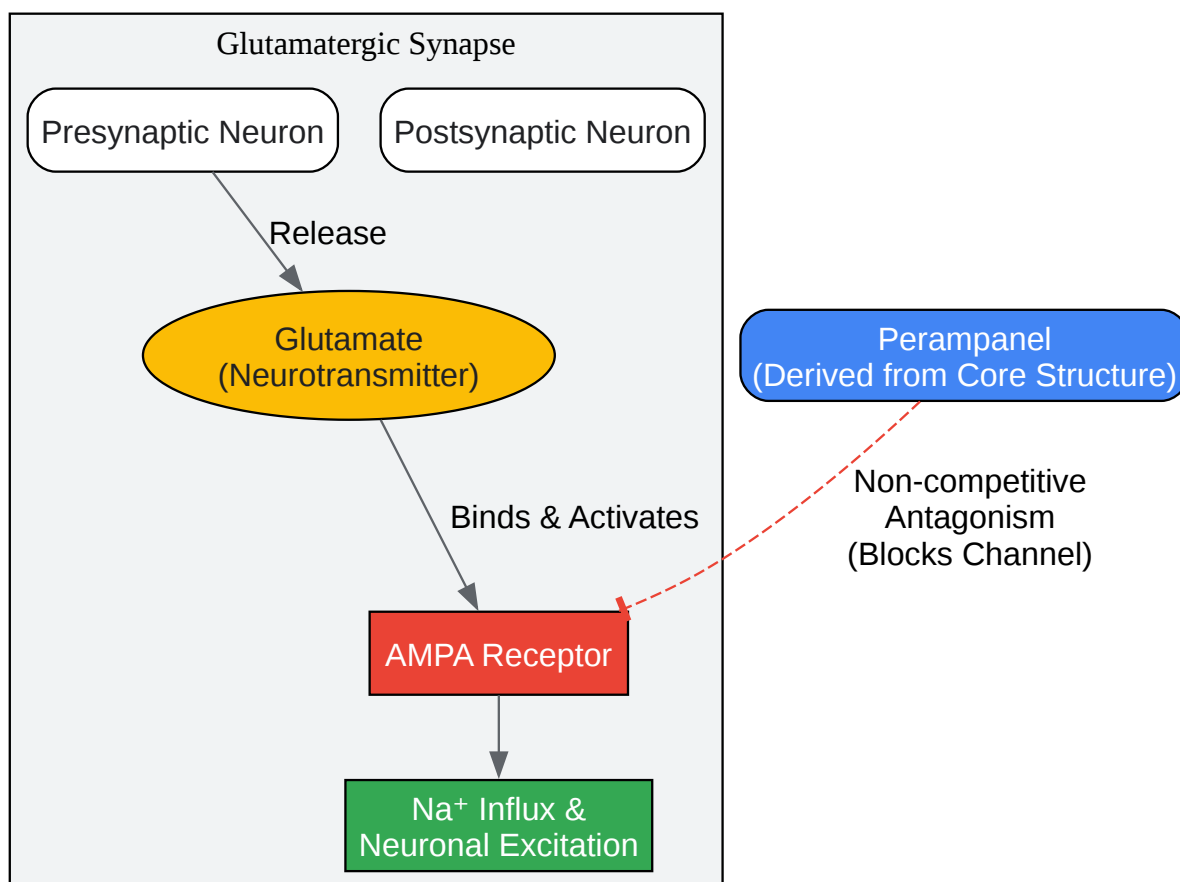 Glutamatergic Synapse
Presynaptic Neuron
Postsynaptic Neuron
Release
Glutamate
(Neurotransmitter)
Perampanel
(Derived from Core Structure)
Binds & Activates
Non-competitive
Antagonism
(Blocks Channel)
AMPA Receptor
Na⁺ Influx &
Neuronal Excitation